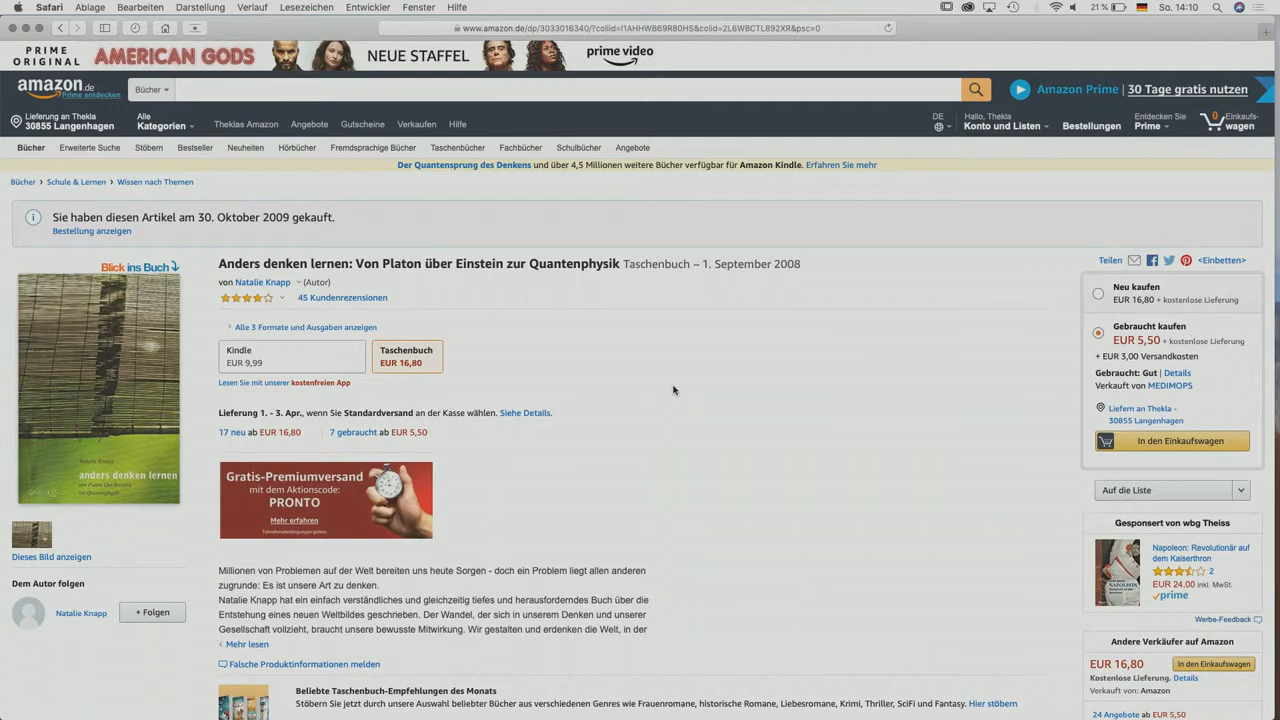 Safari Ablage Bearbeiten Darstellung Verlauf Lesezeichen Entwickler Fenster Hilfe 21 % So. 14:10
www.amazon.de/dp/3033016340/?coliid=I1AHHWB69R80HS&colid=2L6WBCTL892XR&psc=0
PRIME ORIGINAL AMERICAN GODS NEUE STAFFEL prime video
amazon.de Prime entdecken Bücher Amazon Prime | 30 Tage gratis nutzen
Lieferung an Thekla
30855 Langenhagen
Alle
Kategorien
Theklas Amazon Angebote Gutscheine Verkaufen Hilfe
DE
Hallo, Thekla
Konto und Listen
Bestellungen
Entdecken Sie
Prime
0 Einkaufs-
wagen
Bücher Erweiterte Suche Stöbern Bestseller Neuheiten Hörbücher Fremdsprachige Bücher Taschenbücher Fachbücher Schulbücher Angebote
Der Quantensprung des Denkens und über 4,5 Millionen weitere Bücher verfügbar für Amazon Kindle. Erfahren Sie mehr
Bücher › Schule & Lernen › Wissen nach Themen
Sie haben diesen Artikel am 30. Oktober 2009 gekauft.
Bestellung anzeigen
Blick ins Buch
Natalie Knapp
anders denken lernen
von Platon über Einstein
zur Quantenphysik
Dieses Bild anzeigen
Dem Autor folgen
Natalie Knapp + Folgen
Anders denken lernen: Von Platon über Einstein zur Quantenphysik Taschenbuch – 1. September 2008
von Natalie Knapp (Autor)
45 Kundenrezensionen
› Alle 3 Formate und Ausgaben anzeigen
Kindle
EUR 9,99
Taschenbuch
EUR 16,80
Lesen Sie mit unserer kostenfreien App
Lieferung 1. - 3. Apr., wenn Sie Standardversand an der Kasse wählen. Siehe Details.
17 neu ab EUR 16,80 7 gebraucht ab EUR 5,50
Gratis-Premiumversand
mit dem Aktionscode:
PRONTO
Mehr erfahren
Teilnahmebedingungen gelten.
Millionen von Problemen auf der Welt bereiten uns heute Sorgen - doch ein Problem liegt allen anderen
zugrunde: Es ist unsere Art zu denken.
Natalie Knapp hat ein einfach verständliches und gleichzeitig tiefes und herausforderndes Buch über die
Entstehung eines neuen Weltbildes geschrieben. Der Wandel, der sich in unserem Denken und unserer
Gesellschaft vollzieht, braucht unsere bewusste Mitwirkung. Wir gestalten und erdenken die Welt, in der
‹ Mehr lesen
Falsche Produktinformationen melden
Beliebte Taschenbuch-Empfehlungen des Monats
Stöbern Sie jetzt durch unsere Auswahl beliebter Bücher aus verschiedenen Genres wie Frauenromane, historische Romane, Liebesromane, Krimi, Thriller, SciFi und Fantasy. Hier stöbern
Teilen <Einbetten>
Neu kaufen
EUR 16,80 + kostenlose Lieferung
Gebraucht kaufen
EUR 5,50 + kostenlose Lieferung
+ EUR 3,00 Versandkosten
Gebraucht: Gut | Details
Verkauft von MEDIMOPS
Liefern an Thekla -
30855 Langenhagen
In den Einkaufswagen
Auf die Liste
Gesponsert von wbg Theiss
NAPOLEON
Napoleon: Revolutionär auf
dem Kaiserthron
2
EUR 24,00 inkl. MwSt.
prime
Werbe-Feedback
Andere Verkäufer auf Amazon
EUR 16,80 In den Einkaufswagen
Kostenlose Lieferung. Details
Verkauft von: Amazon
24 Angebote ab EUR 5,50